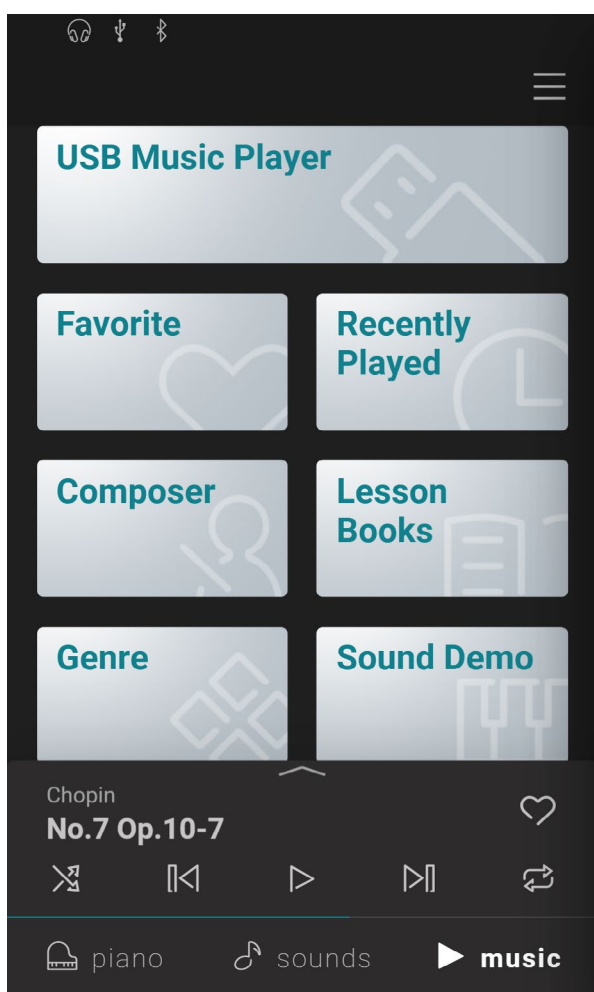 USB Music Player
Favorite
Recently
Played
Composer
Lesson
Books
Genre
Sound Demo
Chopin
No.7 Op.10-7
piano
sounds
music